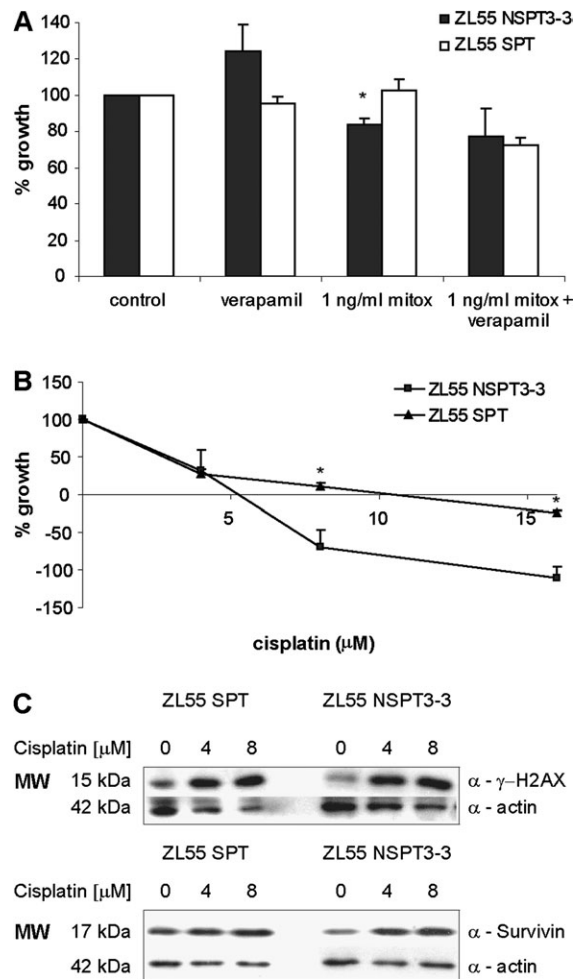 A
ZL55 NSPT3-3
ZL55 SPT
% growth
140
120
100
80
60
40
20
0
*
control
verapamil
1 ng/ml mitox
1 ng/ml mitox +
verapamil
B
ZL55 NSPT3-3
ZL55 SPT
% growth
150
100
50
0
-50
-100
-150
5
10
15
*
*
cisplatin (µM)
C
ZL55 SPT
ZL55 NSPT3-3
Cisplatin [µM] 0 4 8 0 4 8
MW 15 kDa α - γ–H2AX
42 kDa α - actin
ZL55 SPT
ZL55 NSPT3-3
Cisplatin [µM] 0 4 8 0 4 8
MW 17 kDa α - Survivin
42 kDa α - actin